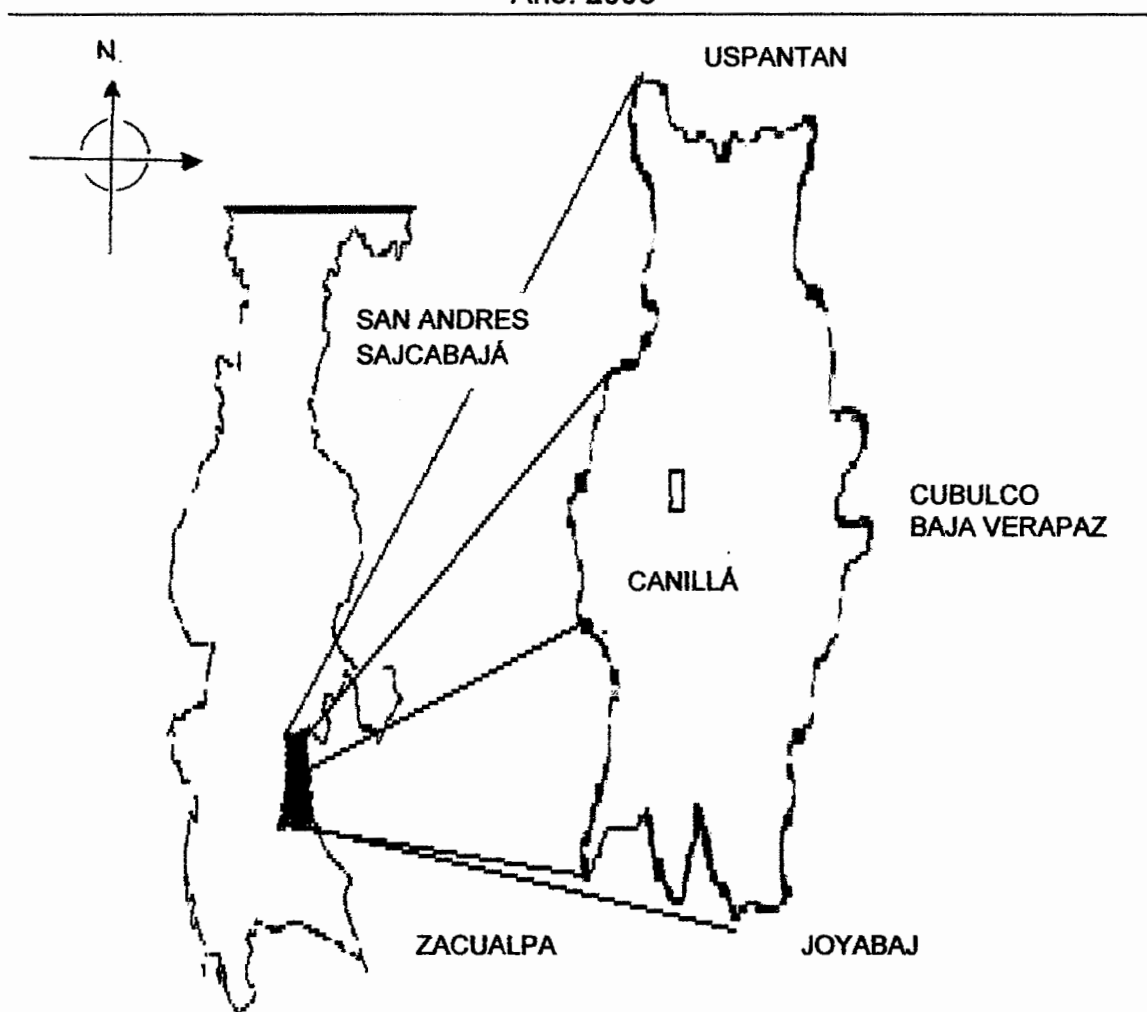 N.
USPANTAN
SAN ANDRES
SAJCABAJÁ
CUBULCO
BAJA VERAPAZ
CANILLÁ
ZACUALPA
JOYABAJ